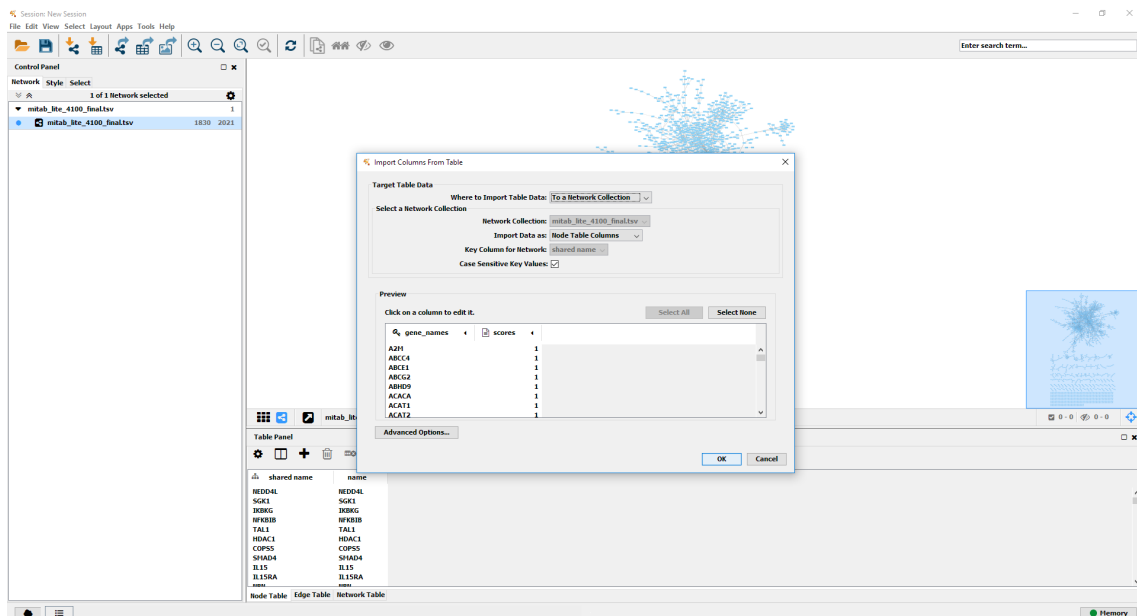 Session: New Session
File Edit View Select Layout Apps Tools Help
Enter search term...
Control Panel
Network Style Select
1 of 1 Network selected
mitab_lite_4100_final.tsv 1
mitab_lite_4100_final.tsv 1830 2021
Import Columns From Table
Target Table Data
Where to Import Table Data: To a Network Collection
Select a Network Collection
Network Collection: mitab_lite_4100_final.tsv
Import Data as: Node Table Columns
Key Column for Network: shared name
Case Sensitive Key Values:
Preview
Click on a column to edit it.
Select All Select None
gene_names scores
A2M 1
ABCC4 1
ABCE1 1
ABCG2 1
ABHD9 1
ACACA 1
ACAT1 1
ACAT2 1
Advanced Options...
OK Cancel
0 - 0 0 - 0
Table Panel
shared name name
NEDD4L NEDD4L
SGK1 SGK1
IKBKG IKBKG
NFKBIB NFKBIB
TAL1 TAL1
HDAC1 HDAC1
COPS5 COPS5
SMAD4 SMAD4
IL15 IL15
IL15RA IL15RA
Node Table Edge Table Network Table
Memory